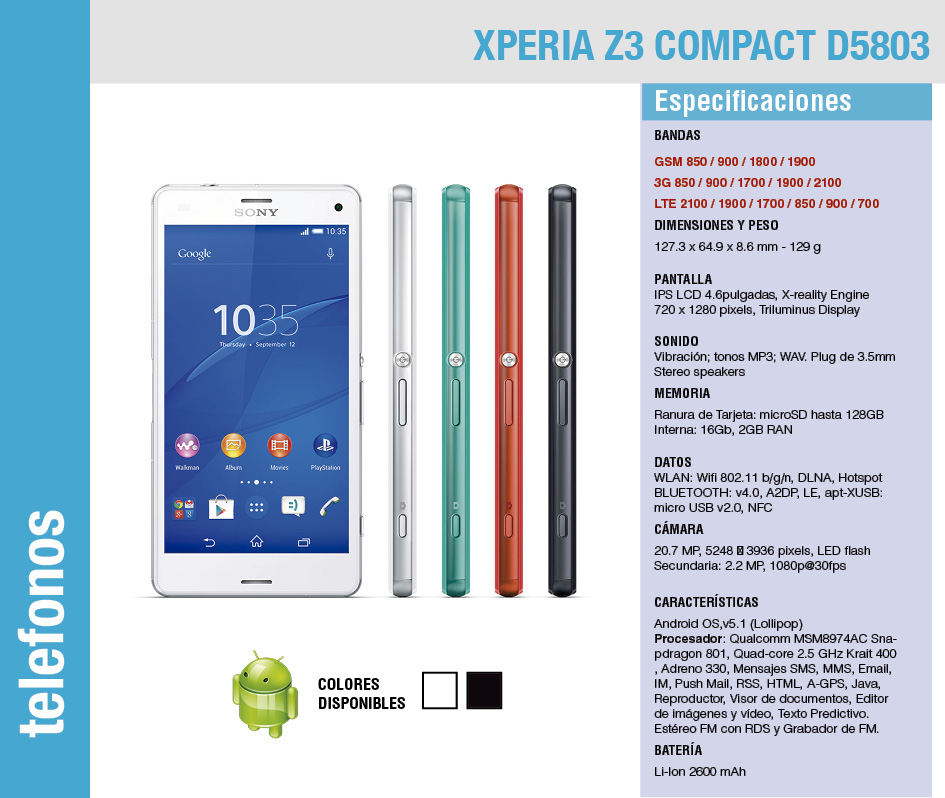 XPERIA Z3 COMPACT D5803
Especificaciones
BANDAS
GSM 850 / 900 / 1800 / 1900
3G 850 / 900 / 1700 / 1900 / 2100
LTE 2100 / 1900 / 1700 / 850 / 900 / 700
DIMENSIONES Y PESO
127.3 x 64.9 x 8.6 mm - 129 g
PANTALLA
IPS LCD 4.6pulgadas, X-reality Engine
720 x 1280 pixels, Triluminus Display
SONIDO
Vibración; tonos MP3; WAV. Plug de 3.5mm
Stereo speakers
MEMORIA
Ranura de Tarjeta: microSD hasta 128GB
Interna: 16Gb, 2GB RAN
DATOS
WLAN: Wifi 802.11 b/g/n, DLNA, Hotspot
BLUETOOTH: v4.0, A2DP, LE, apt-XUSB:
micro USB v2.0, NFC
CÁMARA
20.7 MP, 5248 � 3936 pixels, LED flash
Secundaria: 2.2 MP, 1080p@30fps
CARACTERÍSTICAS
Android OS,v5.1 (Lollipop)
Procesador: Qualcomm MSM8974AC Sna-
pdragon 801, Quad-core 2.5 GHz Krait 400
, Adreno 330, Mensajes SMS, MMS, Email,
IM, Push Mail, RSS, HTML, A-GPS, Java,
Reproductor, Visor de documentos, Editor
de imágenes y vídeo, Texto Predictivo.
Estéreo FM con RDS y Grabador de FM.
BATERÍA
Li-Ion 2600 mAh
SONY
10:35
Google
1035
Thursday • September 12
Walkman
Album
Movies
PlayStation
COLORES
DISPONIBLES
telefonos